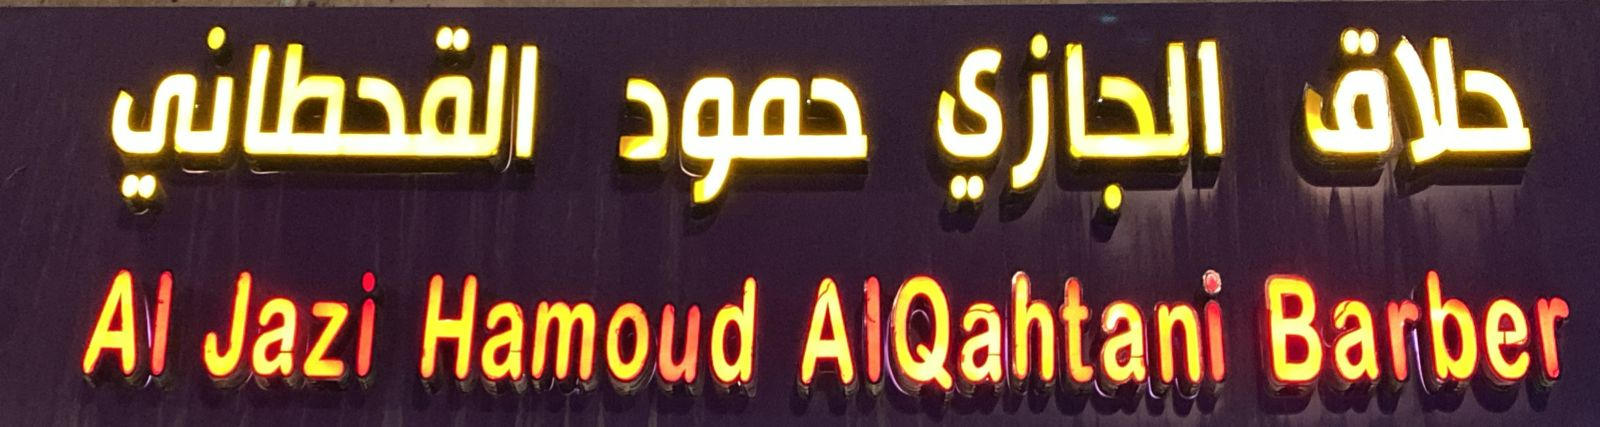 حلاق الجازي حمود القحطاني
Al Jazi Hamoud AlQahtani Barber